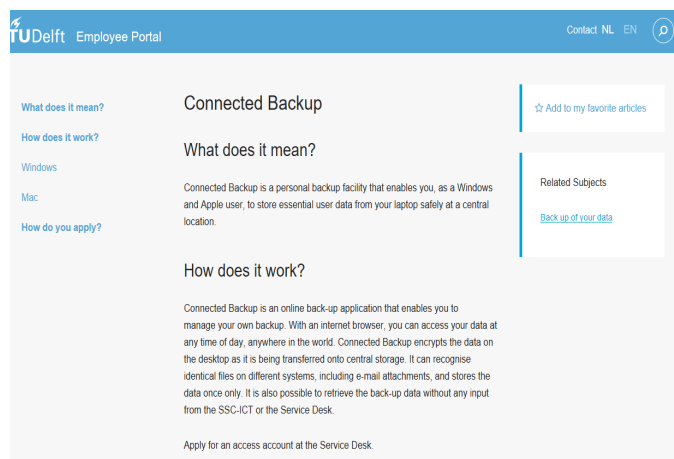 TUDelft Employee Portal
Contact NL EN
What does it mean?
How does it work?
Windows
Mac
How do you apply?
Connected Backup
What does it mean?
Connected Backup is a personal backup facility that enables you, as a Windows
and Apple user, to store essential user data from your laptop safely at a central
location.
How does it work?
Connected Backup is an online back-up application that enables you to
manage your own backup. With an internet browser, you can access your data at
any time of day, anywhere in the world. Connected Backup encrypts the data on
the desktop as it is being transferred onto central storage. It can recognise
identical files on different systems, including e-mail attachments, and stores the
data once only. It is also possible to retrieve the back-up data without any input
from the SSC-ICT or the Service Desk.
Apply for an access account at the Service Desk.
Add to my favorite articles
Related Subjects
Back up of your data